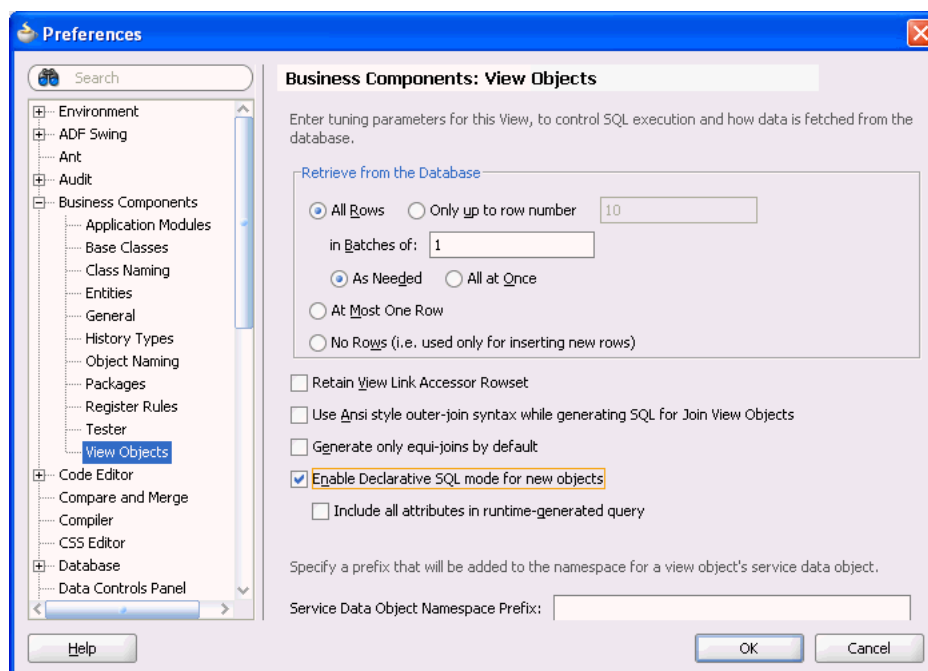 Preferences
Search
Environment
ADF Swing
Ant
Audit
Business Components
Application Modules
Base Classes
Class Naming
Entities
General
History Types
Object Naming
Packages
Register Rules
Tester
View Objects
Code Editor
Compare and Merge
Compiler
CSS Editor
Database
Data Controls Panel
Business Components: View Objects
Enter tuning parameters for this View, to control SQL execution and how data is fetched from the
database.
Retrieve from the Database
All Rows Only up to row number 10
in Batches of: 1
As Needed All at Once
At Most One Row
No Rows (i.e. used only for inserting new rows)
Retain View Link Accessor Rowset
Use Ansi style outer-join syntax while generating SQL for Join View Objects
Generate only equi-joins by default
Enable Declarative SQL mode for new objects
Include all attributes in runtime-generated query
Specify a prefix that will be added to the namespace for a view object's service data object.
Service Data Object Namespace Prefix:
Help OK Cancel